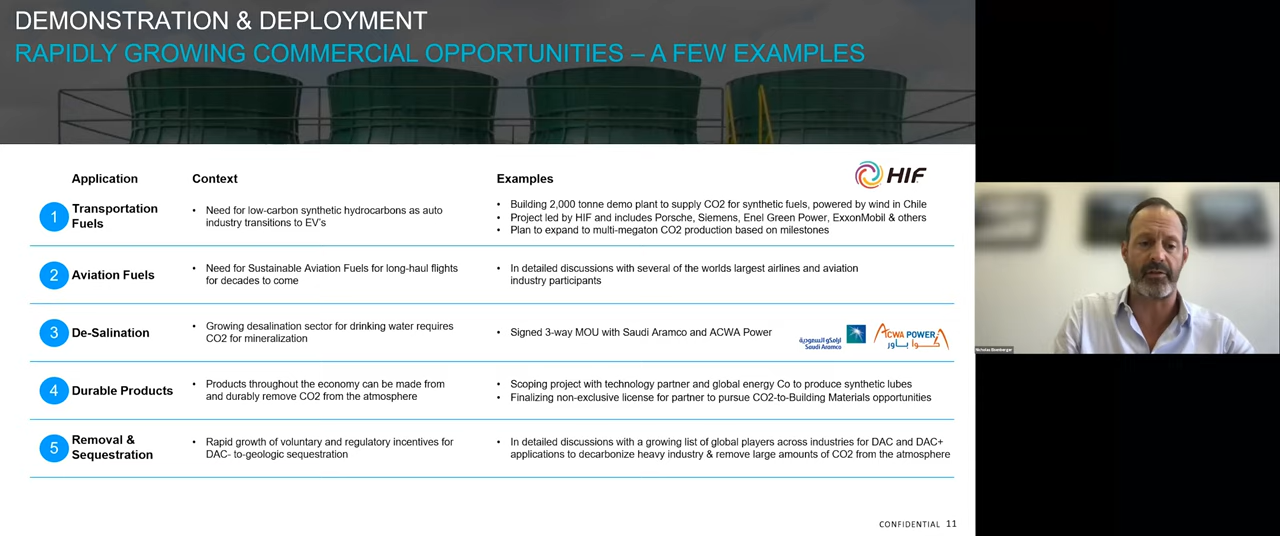 DEMONSTRATION & DEPLOYMENT
RAPIDLY GROWING COMMERCIAL OPPORTUNITIES – A FEW EXAMPLES
HIF
Application
Context
Examples
1
Transportation
Fuels
• Need for low-carbon synthetic hydrocarbons as auto
industry transitions to EV's
• Building 2,000 tonne demo plant to supply CO2 for synthetic fuels, powered by wind in Chile
• Project led by HIF and includes Porsche, Siemens, Enel Green Power, ExxonMobil & others
• Plan to expand to multi-megaton CO2 production based on milestones
2
Aviation Fuels
• Need for Sustainable Aviation Fuels for long-haul flights
for decades to come
• In detailed discussions with several of the worlds largest airlines and aviation
industry participants
3
De-Salination
• Growing desalination sector for drinking water requires
CO2 for mineralization
• Signed 3-way MOU with Saudi Aramco and ACWA Power
أرامكو السعودية
Saudi Aramco
ACWA POWER
أكوا باور
4
Durable Products
• Products throughout the economy can be made from
and durably remove CO2 from the atmosphere
• Scoping project with technology partner and global energy Co to produce synthetic lubes
• Finalizing non-exclusive license for partner to pursue CO2-to-Building Materials opportunities
5
Removal &
Sequestration
• Rapid growth of voluntary and regulatory incentives for
DAC- to-geologic sequestration
• In detailed discussions with a growing list of global players across industries for DAC and DAC+
applications to decarbonize heavy industry & remove large amounts of CO2 from the atmosphere
CONFIDENTIAL 11
Nicholas Eisenberger